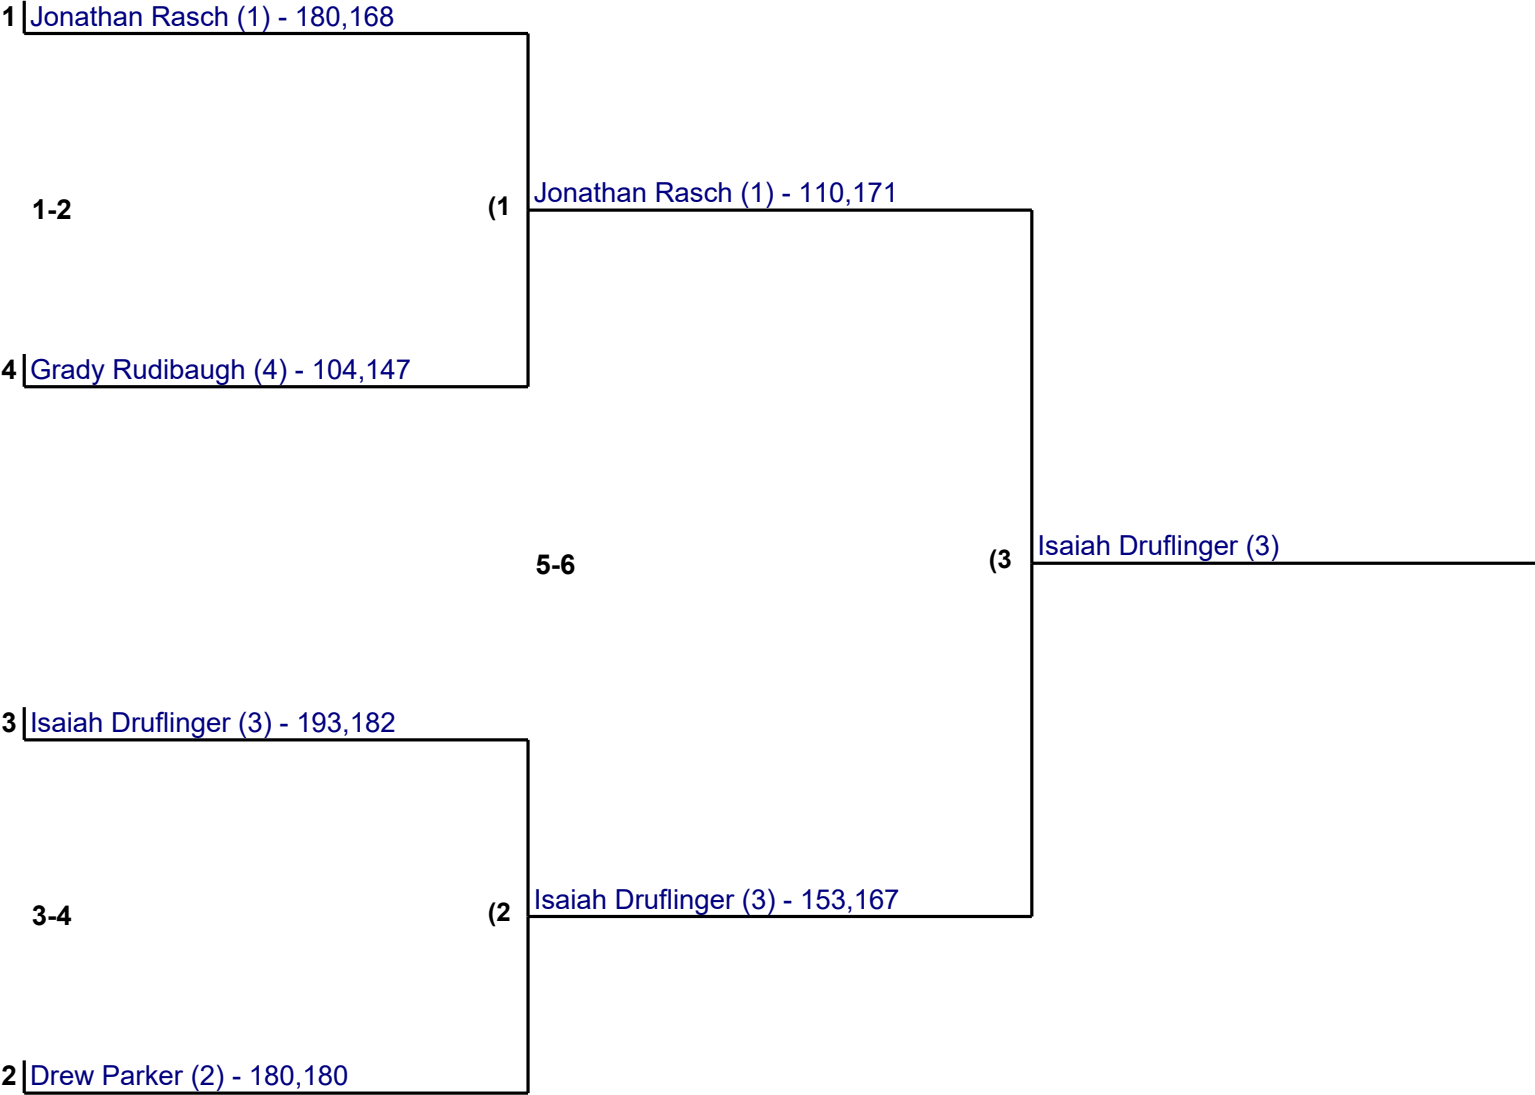 1 Jonathan Rasch (1) - 180,168
Jonathan Rasch (1) - 110,171
1-2 (1
4 Grady Rudibaugh (4) - 104,147
Isaiah Druflinger (3)
5-6 (3
3 Isaiah Druflinger (3) - 193,182
Isaiah Druflinger (3) - 153,167
3-4 (2
2 Drew Parker (2) - 180,180